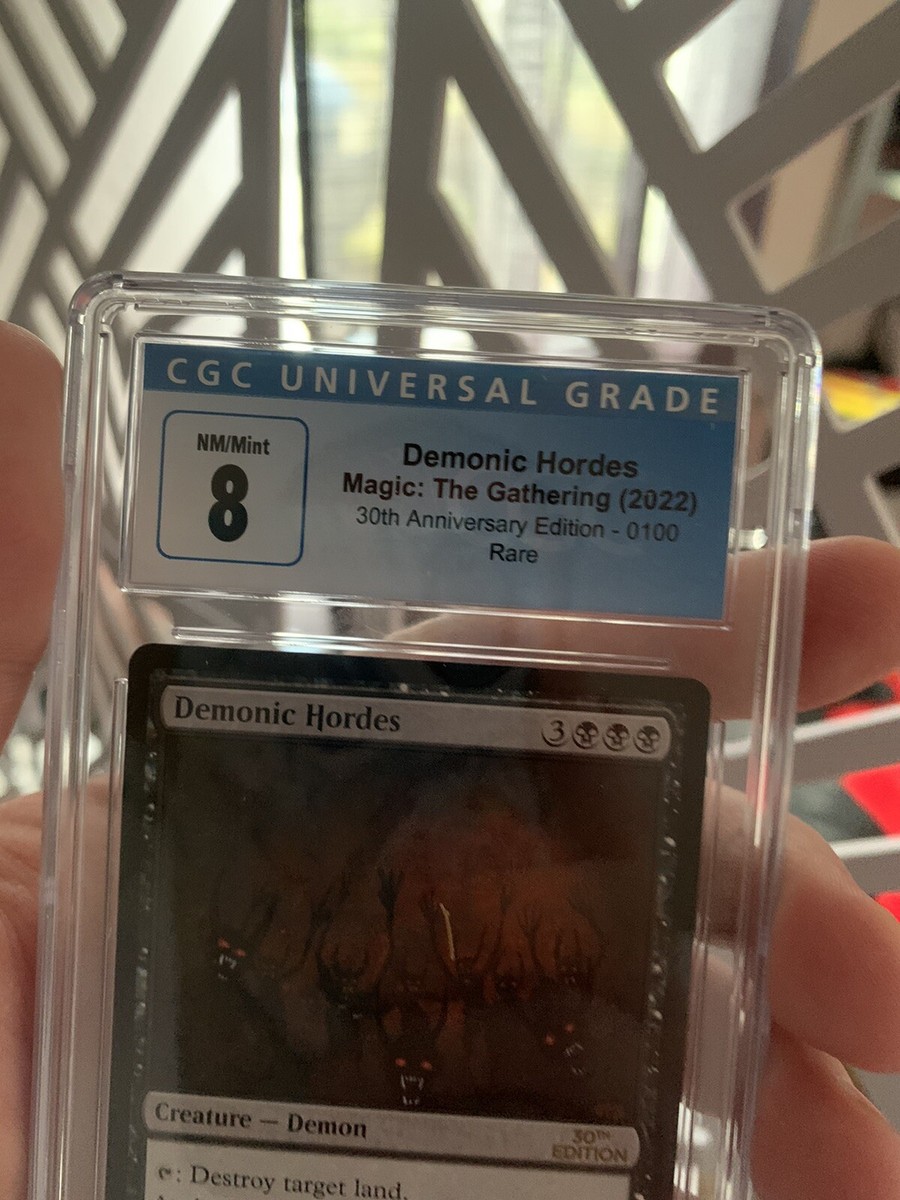 CGC UNIVERSAL GRADE
NM/Mint
8
Demonic Hordes
Magic: The Gathering (2022)
30th Anniversary Edition - 0100
Rare
Demonic Hordes 3
Creature — Demon
30TH
EDITION
: Destroy target land.